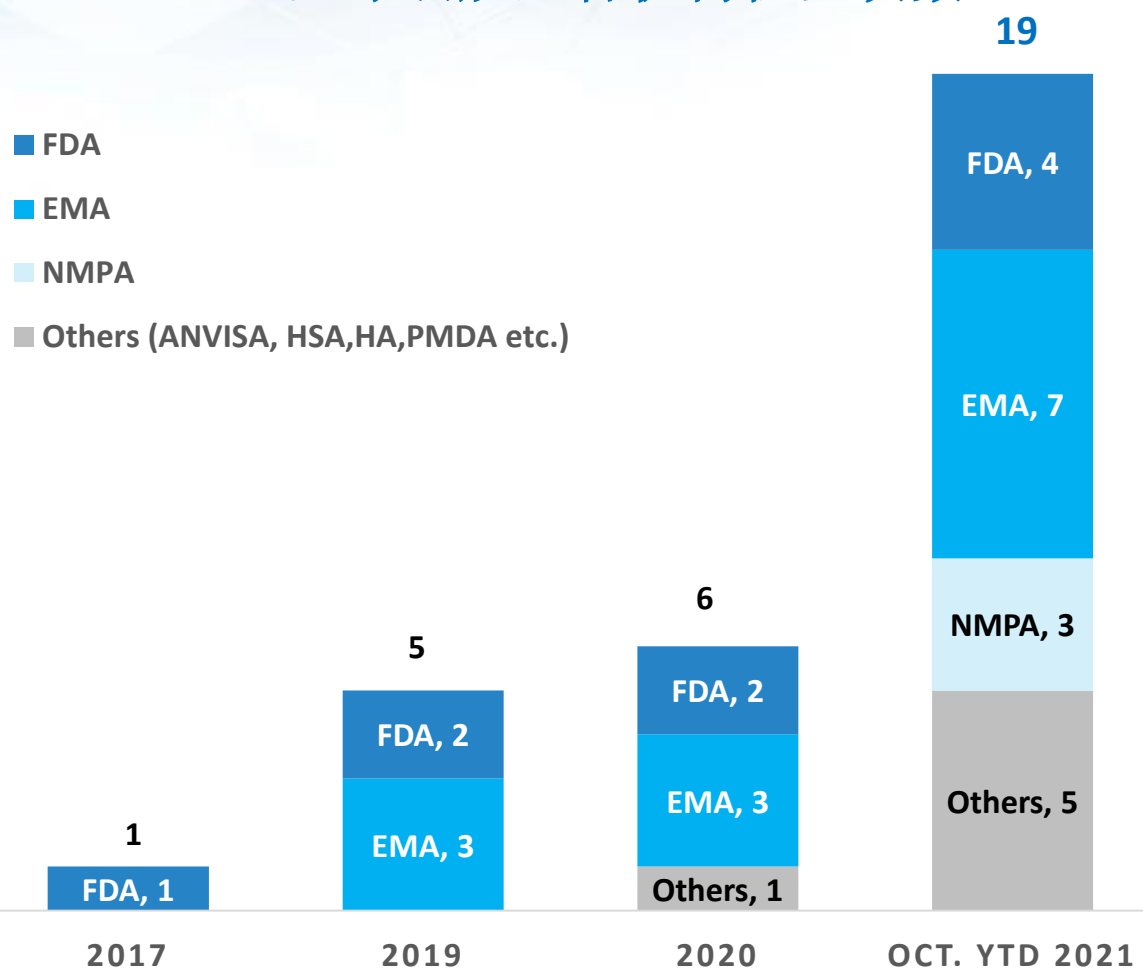 19
FDA
EMA
NMPA
Others (ANVISA, HSA,HA,PMDA etc.)
FDA, 4
EMA, 7
NMPA, 3
Others, 5
6
FDA, 2
EMA, 3
Others, 1
5
FDA, 2
EMA, 3
1
FDA, 1
2017
2019
2020
OCT. YTD 2021